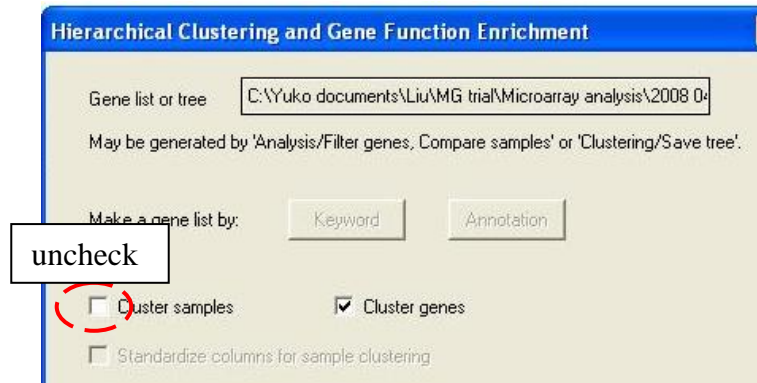 Hierarchical Clustering and Gene Function Enrichment
Gene list or tree C:\Yuko documents\Liu\MG trial\Microarray analysis\2008 04
May be generated by 'Analysis/Filter genes, Compare samples' or 'Clustering/Save tree'.
Make a gene list by: Keyword Annotation
uncheck
Cluster samples Cluster genes
Standardize columns for sample clustering